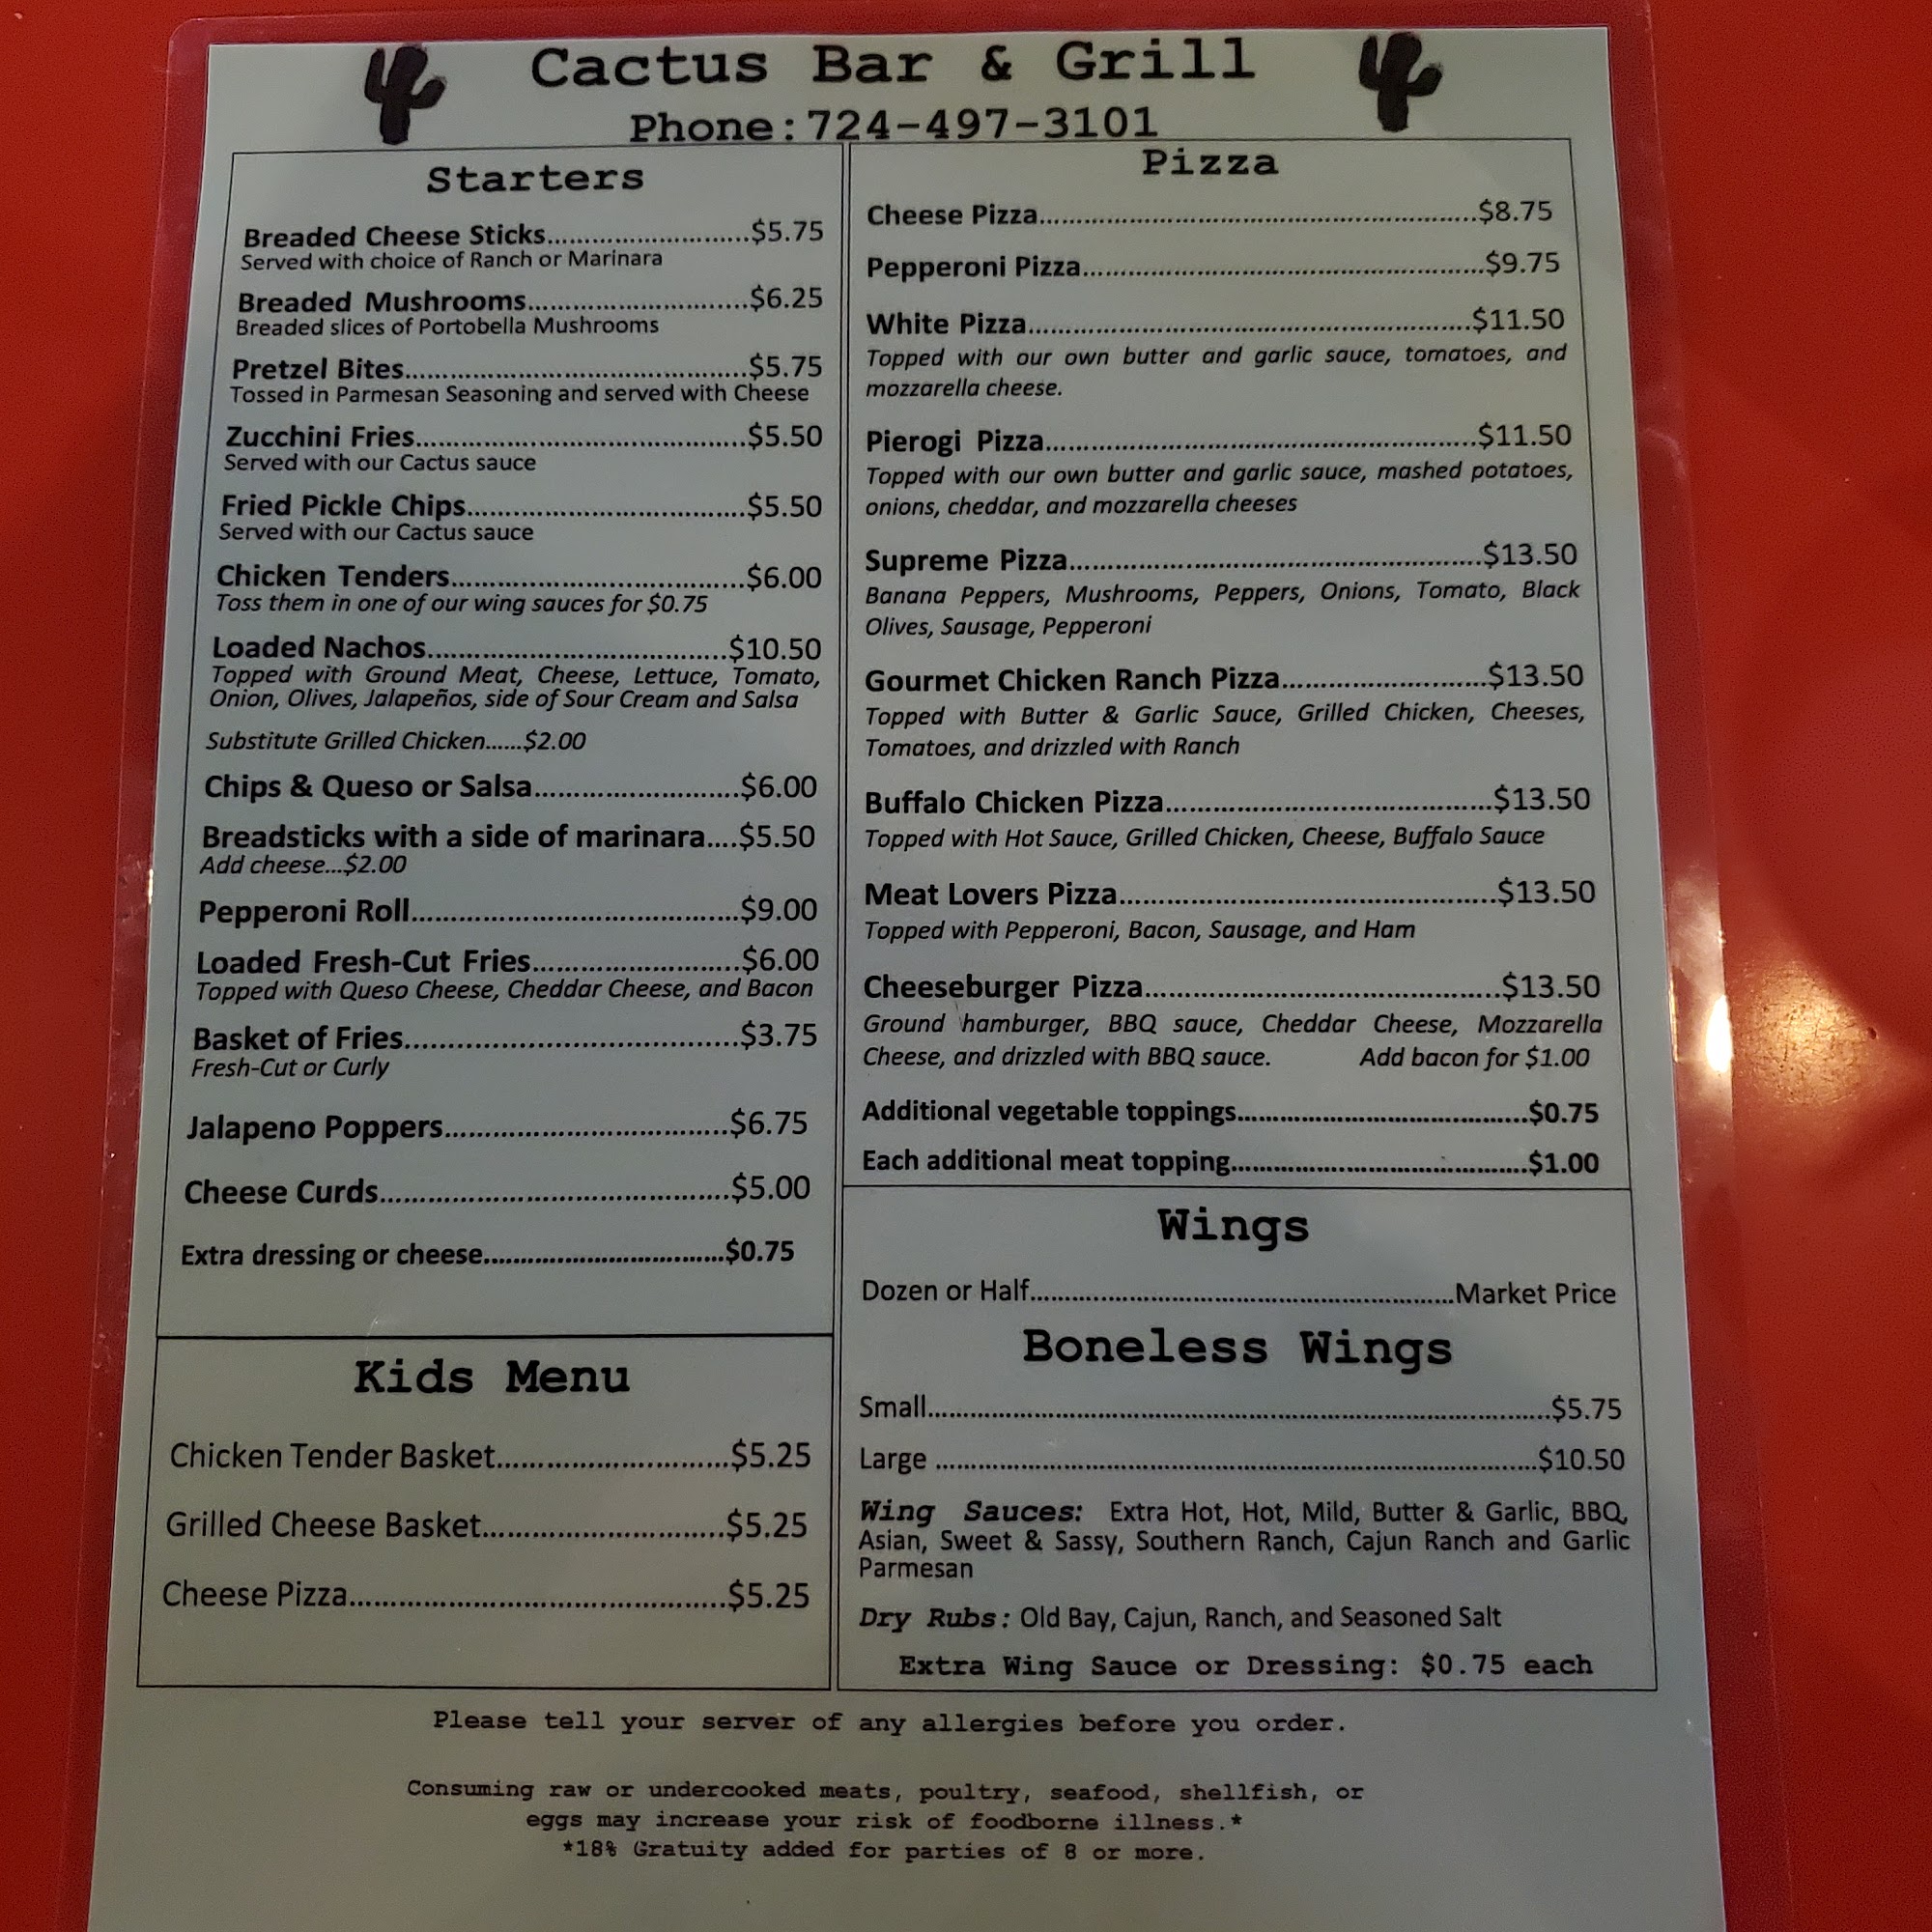 Cactus Bar & Grill
Phone:724-497-3101
Starters
Breaded Cheese Sticks...........................$5.75
Served with choice of Ranch or Marinara
Breaded Mushrooms..............................$6.25
Breaded slices of Portobella Mushrooms
Pretzel Bites..............................................$5.75
Tossed in Parmesan Seasoning and served with Cheese
Zucchini Fries............................................$5.50
Served with our Cactus sauce
Fried Pickle Chips.....................................$5.50
Served with our Cactus sauce
Chicken Tenders.......................................$6.00
Toss them in one of our wing sauces for $0.75
Loaded Nachos........................................$10.50
Topped with Ground Meat, Cheese, Lettuce, Tomato,
Onion, Olives, Jalapeños, side of Sour Cream and Salsa
Substitute Grilled Chicken......$2.00
Chips & Queso or Salsa...........................$6.00
Breadsticks with a side of marinara....$5.50
Add cheese...$2.00
Pepperoni Roll...........................................$9.00
Loaded Fresh-Cut Fries............................$6.00
Topped with Queso Cheese, Cheddar Cheese, and Bacon
Basket of Fries............................................$3.75
Fresh-Cut or Curly
Jalapeno Poppers......................................$6.75
Cheese Curds..............................................$5.00
Extra dressing or cheese................................$0.75
Kids Menu
Chicken Tender Basket............................$5.25
Grilled Cheese Basket.............................$5.25
Cheese Pizza.............................................$5.25
Pizza
Cheese Pizza..........................................................$8.75
Pepperoni Pizza.....................................................$9.75
White Pizza..........................................................$11.50
Topped with our own butter and garlic sauce, tomatoes, and
mozzarella cheese.
Pierogi Pizza.........................................................$11.50
Topped with our own butter and garlic sauce, mashed potatoes,
onions, cheddar, and mozzarella cheeses
Supreme Pizza......................................................$13.50
Banana Peppers, Mushrooms, Peppers, Onions, Tomato, Black
Olives, Sausage, Pepperoni
Gourmet Chicken Ranch Pizza...........................$13.50
Topped with Butter & Garlic Sauce, Grilled Chicken, Cheeses,
Tomatoes, and drizzled with Ranch
Buffalo Chicken Pizza...........................................$13.50
Topped with Hot Sauce, Grilled Chicken, Cheese, Buffalo Sauce
Meat Lovers Pizza.................................................$13.50
Topped with Pepperoni, Bacon, Sausage, and Ham
Cheeseburger Pizza..............................................$13.50
Ground hamburger, BBQ sauce, Cheddar Cheese, Mozzarella
Cheese, and drizzled with BBQ sauce. Add bacon for $1.00
Additional vegetable toppings.......................................$0.75
Each additional meat topping........................................$1.00
Wings
Dozen or Half.........................................................Market Price
Boneless Wings
Small....................................................................................$5.75
Large .................................................................................$10.50
Wing Sauces: Extra Hot, Hot, Mild, Butter & Garlic, BBQ,
Asian, Sweet & Sassy, Southern Ranch, Cajun Ranch and Garlic
Parmesan
Dry Rubs: Old Bay, Cajun, Ranch, and Seasoned Salt
Extra Wing Sauce or Dressing: $0.75 each
Please tell your server of any allergies before you order.
Consuming raw or undercooked meats, poultry, seafood, shellfish, or
eggs may increase your risk of foodborne illness.*
*18% Gratuity added for parties of 8 or more.